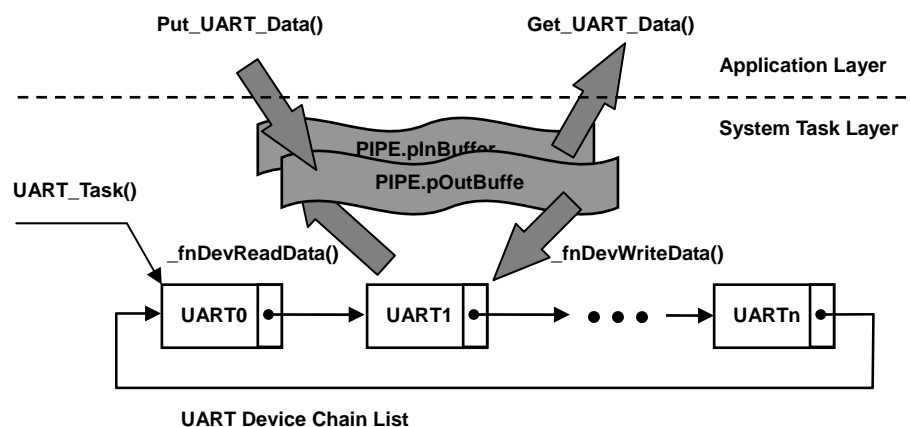 Put_UART_Data()
Get_UART_Data()
Application Layer
System Task Layer
PIPE.pInBuffer
PIPE.pOutBuffe
UART_Task()
_fnDevReadData()
_fnDevWriteData()
UART0
UART1
UARTn
UART Device Chain List